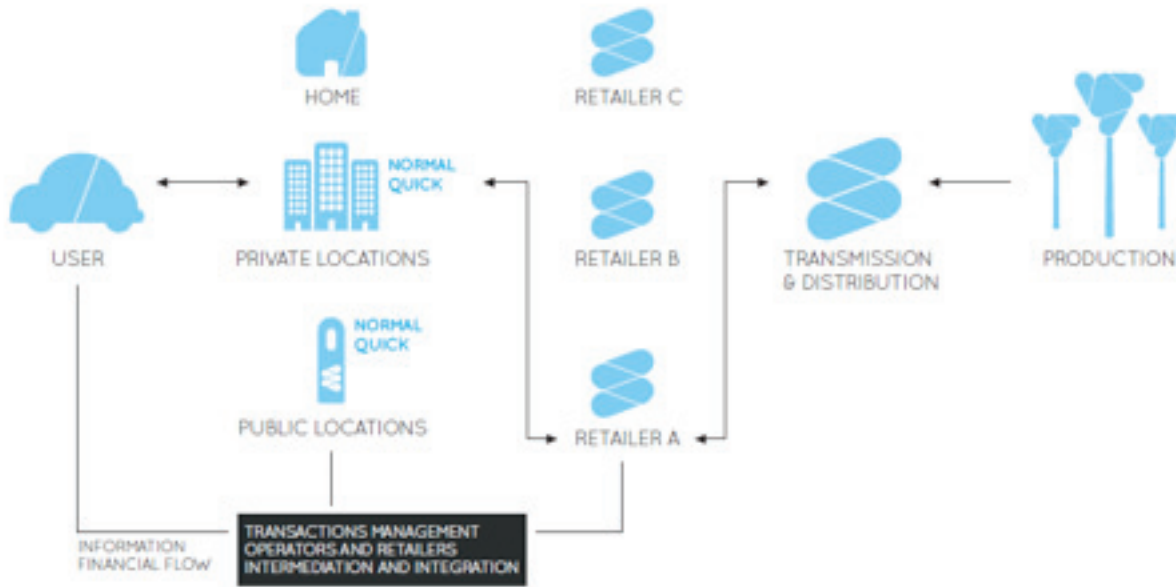 HOME
RETAILER C
NORMAL
QUICK
USER
PRIVATE LOCATIONS
RETAILER B
TRANSMISSION
& DISTRIBUTION
PRODUCTION
NORMAL
QUICK
PUBLIC LOCATIONS
RETAILER A
INFORMATION
FINANCIAL FLOW
TRANSACTIONS MANAGEMENT
OPERATORS AND RETAILERS
INTERMEDIATION AND INTEGRATION